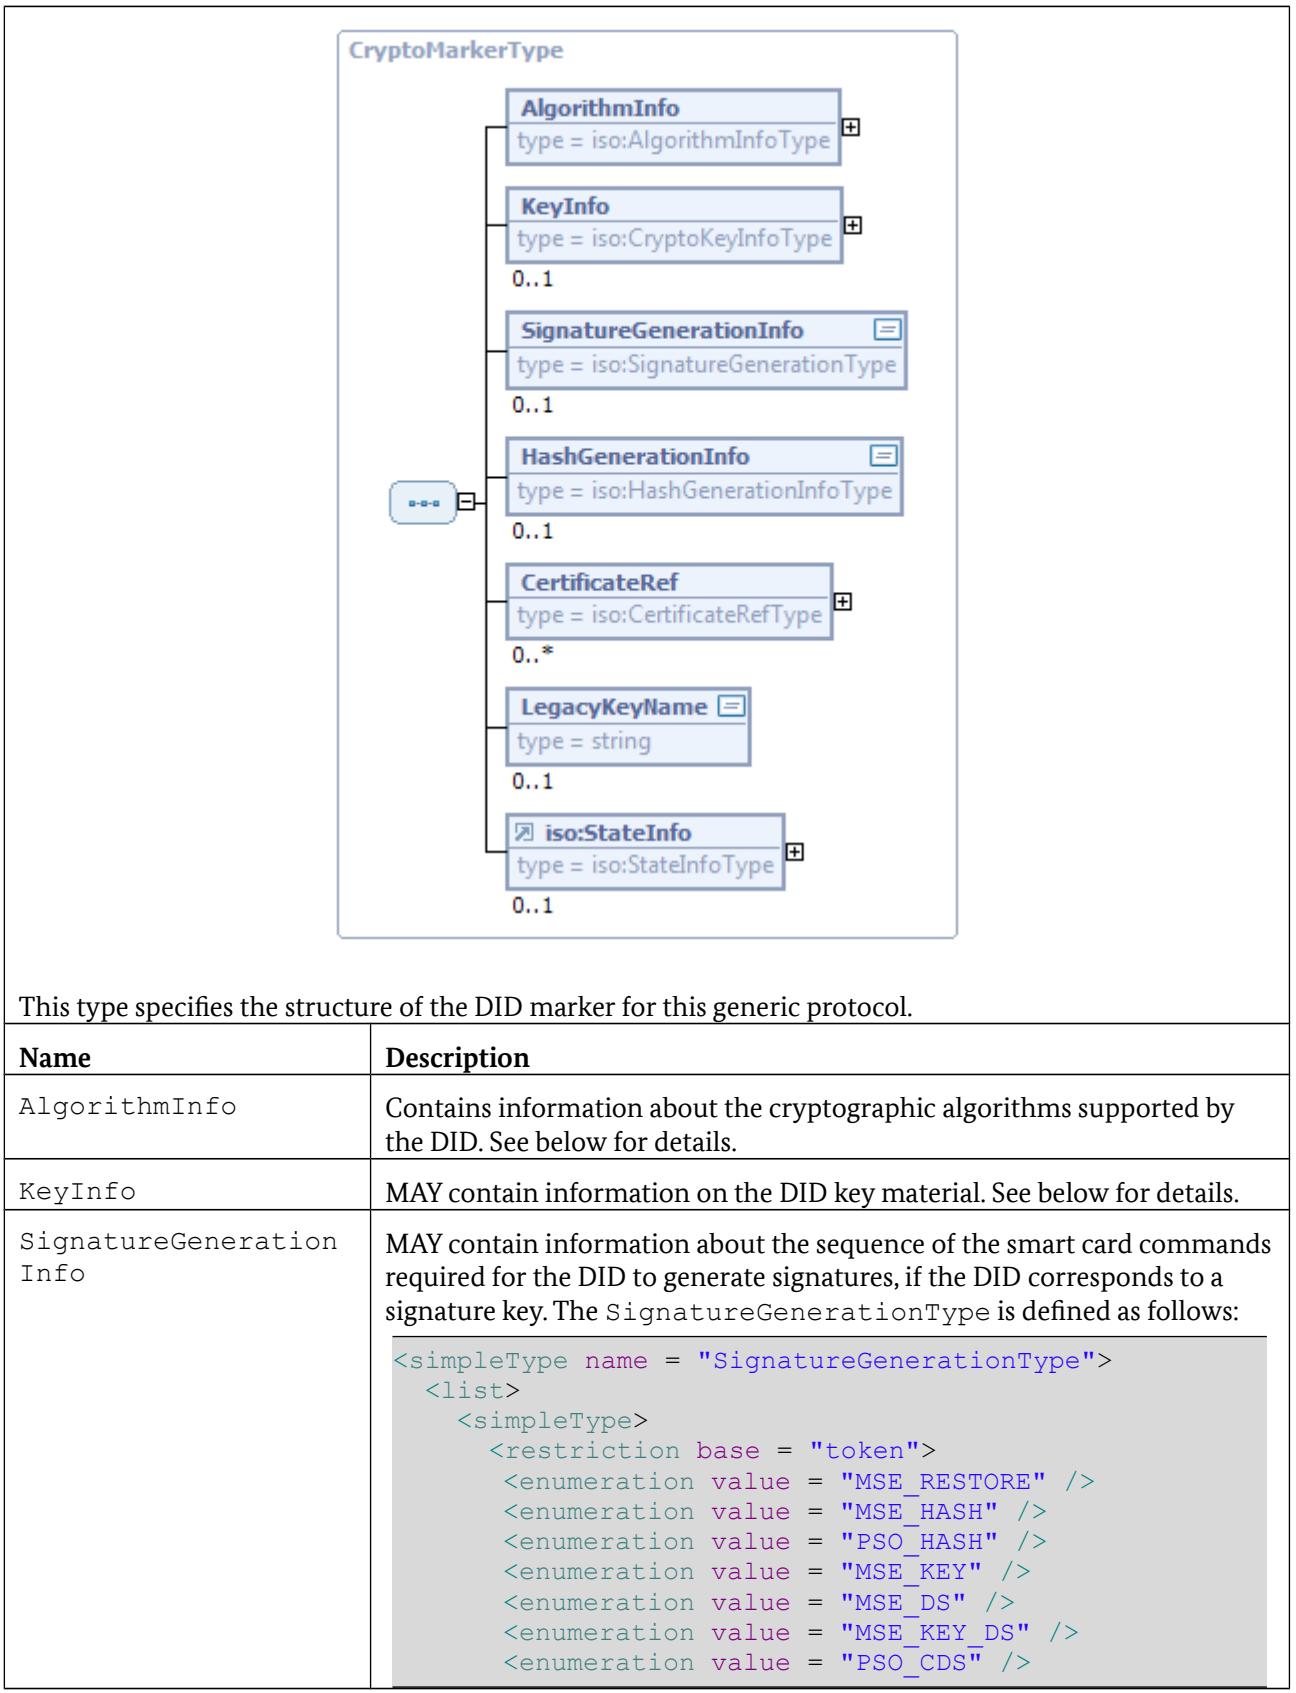 CryptoMarkerType
AlgorithmInfo
type = iso:AlgorithmInfoType
KeyInfo
type = iso:CryptoKeyInfoType
0..1
SignatureGenerationInfo
type = iso:SignatureGenerationType
0..1
HashGenerationInfo
type = iso:HashGenerationInfoType
0..1
CertificateRef
type = iso:CertificateRefType
0..*
LegacyKeyName
type = string
0..1
iso:StateInfo
type = iso:StateInfoType
0..1
This type specifies the structure of the DID marker for this generic protocol.
Name Description
AlgorithmInfo Contains information about the cryptographic algorithms supported by
the DID. See below for details.
KeyInfo MAY contain information on the DID key material. See below for details.
SignatureGeneration
Info
MAY contain information about the sequence of the smart card commands
required for the DID to generate signatures, if the DID corresponds to a
signature key. The SignatureGenerationType is defined as follows:
<simpleType name = "SignatureGenerationType">
<list>
<simpleType>
<restriction base = "token">
<enumeration value = "MSE_RESTORE" />
<enumeration value = "MSE_HASH" />
<enumeration value = "PSO_HASH" />
<enumeration value = "MSE_KEY" />
<enumeration value = "MSE_DS" />
<enumeration value = "MSE_KEY_DS" />
<enumeration value = "PSO_CDS" />